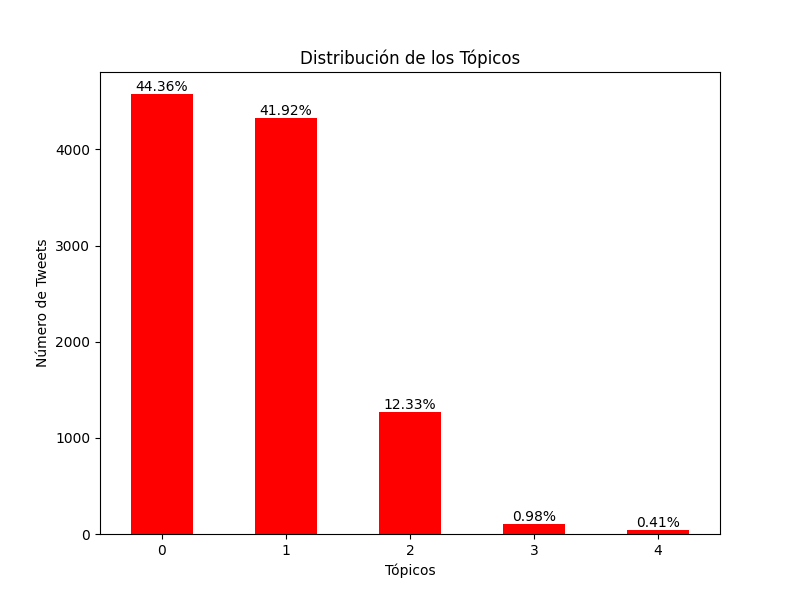 Distribución de los Tópicos
44.36%
41.92%
12.33%
0.98%
0.41%
Número de Tweets
4000
3000
2000
1000
0
0 1 2 3 4
Tópicos